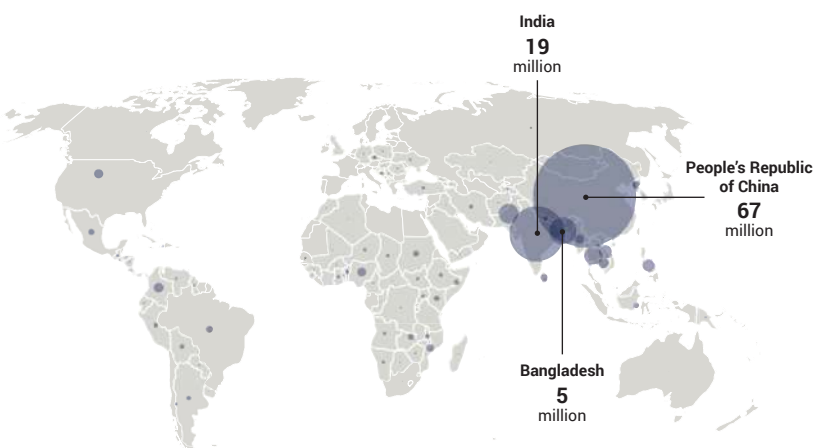 India
19
million
People's Republic
of China
67
million
Bangladesh
5
million